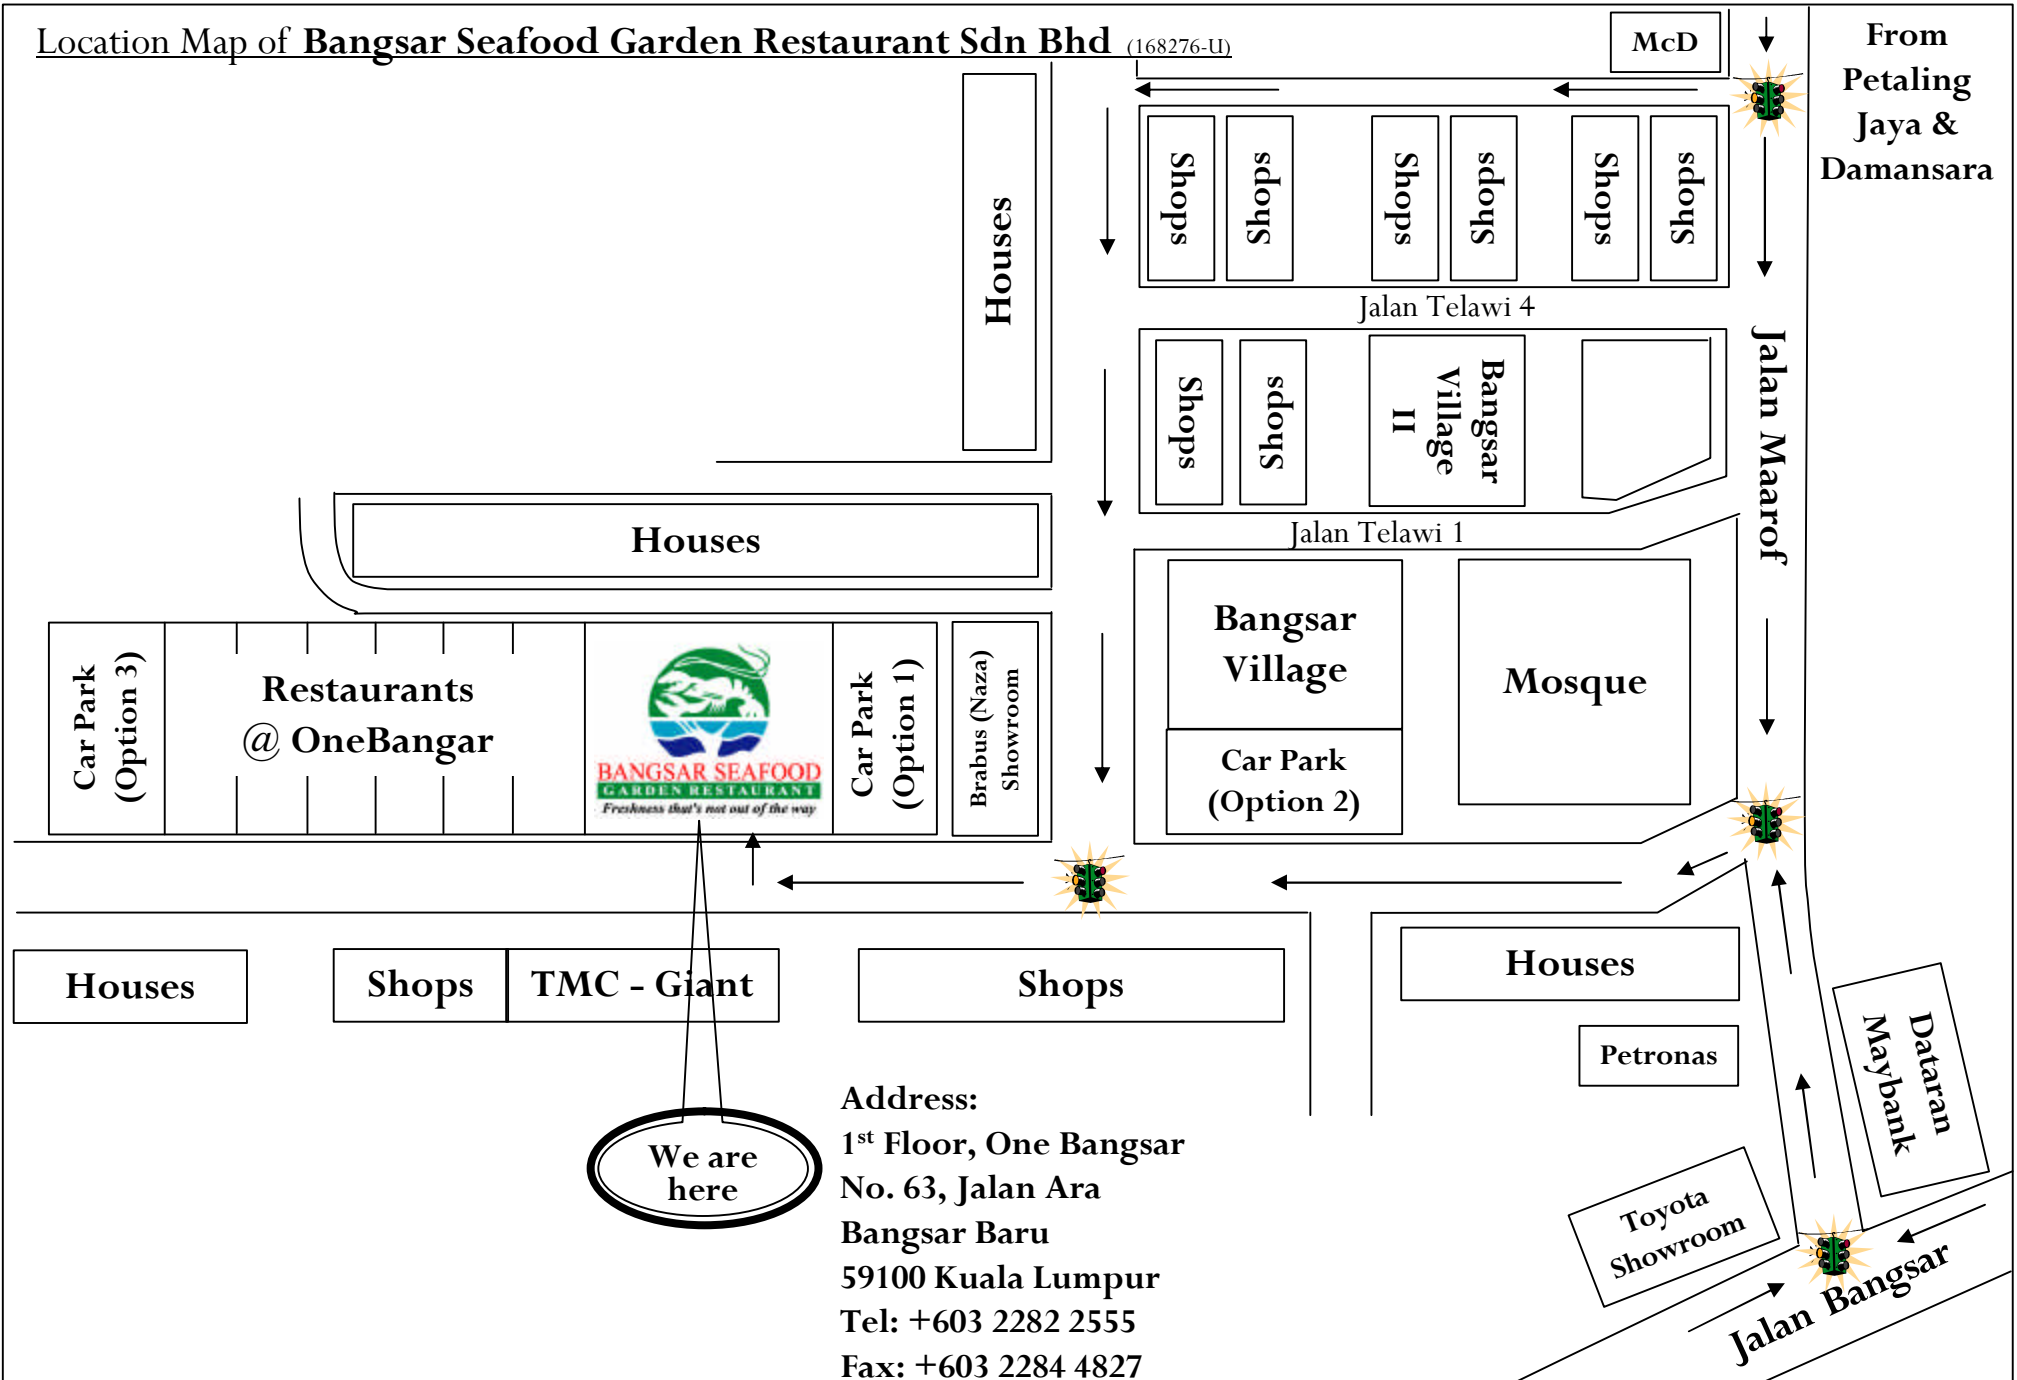 Location Map of Bangsar Seafood Garden Restaurant Sdn Bhd (168276-U)
McD
From
Petaling
Jaya &
Damansara
Shops
Shops
Shops
Shops
Shops
Shops
Houses
Jalan Telawi 4
Jalan Maarof
Shops
Shops
Bangsar
Village
II
Houses
Jalan Telawi 1
Car Park
(Option 3)
Restaurants
@ OneBangar
BANGSAR SEAFOOD
GARDEN RESTAURANT
Freshness that's not out of the way
Car Park
(Option 1)
Brabus (Naza)
Showroom
Bangsar
Village
Car Park
(Option 2)
Mosque
Houses
Shops
TMC - Giant
Shops
Houses
Petronas
Dataran
Maybank
Toyota
Showroom
Jalan Bangsar
We are
here
Address:
1st Floor, One Bangsar
No. 63, Jalan Ara
Bangsar Baru
59100 Kuala Lumpur
Tel: +603 2282 2555
Fax: +603 2284 4827